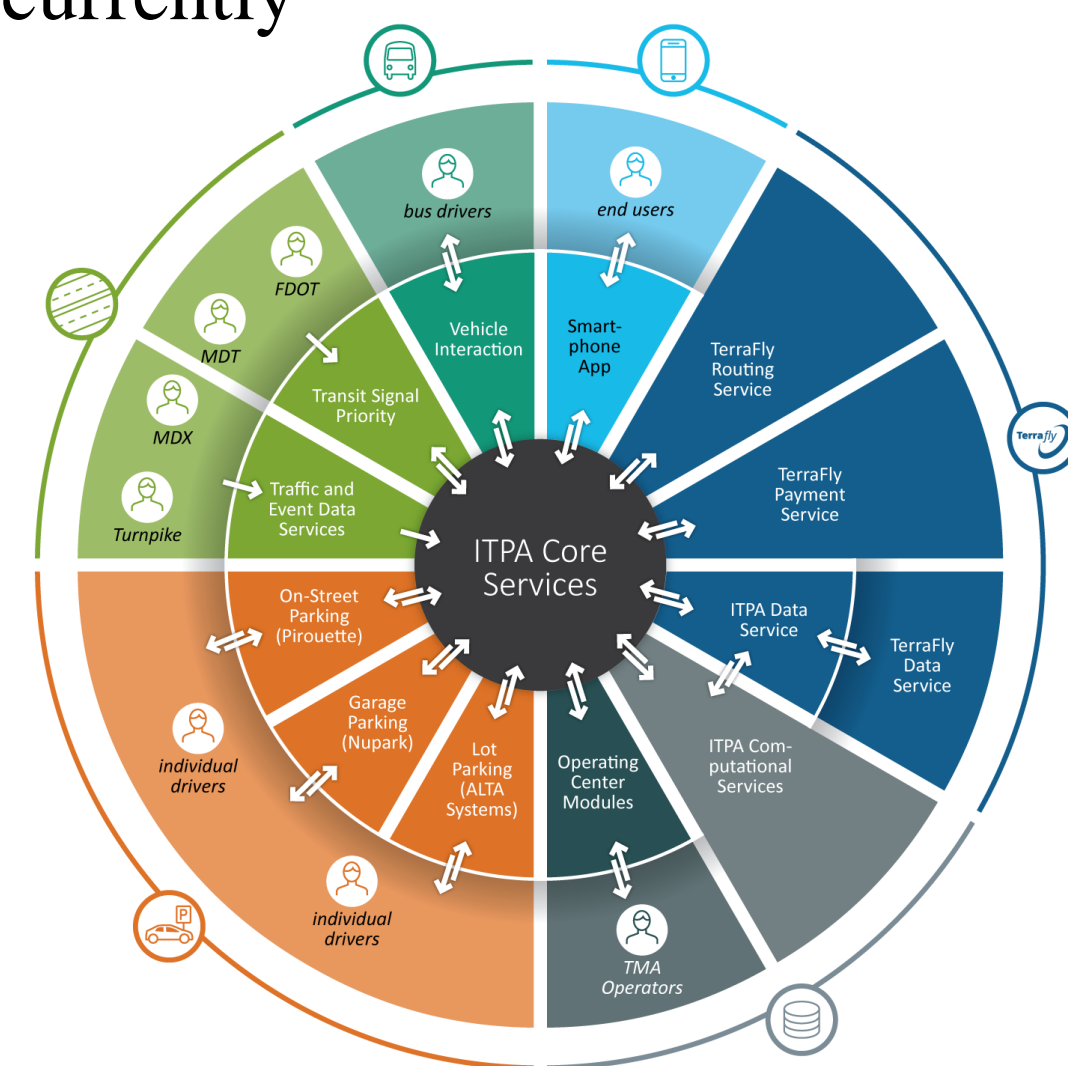 currently
bus drivers
end users
FDOT
MDT
MDX
Turnpike
Vehicle
Interaction
Smart-
phone
App
TerraFly
Routing
Service
Transit Signal
Priority
TerraFly
Payment
Service
Traffic and
Event Data
Services
Terrafly
ITPA Core
Services
On-Street
Parking
(Pirouette)
ITPA Data
Service
TerraFly
Data
Service
Garage
Parking
(Nupark)
Lot
Parking
(ALTA
Systems)
Operating
Center
Modules
ITPA Com-
putational
Services
individual
drivers
individual
drivers
P
TMA
Operators